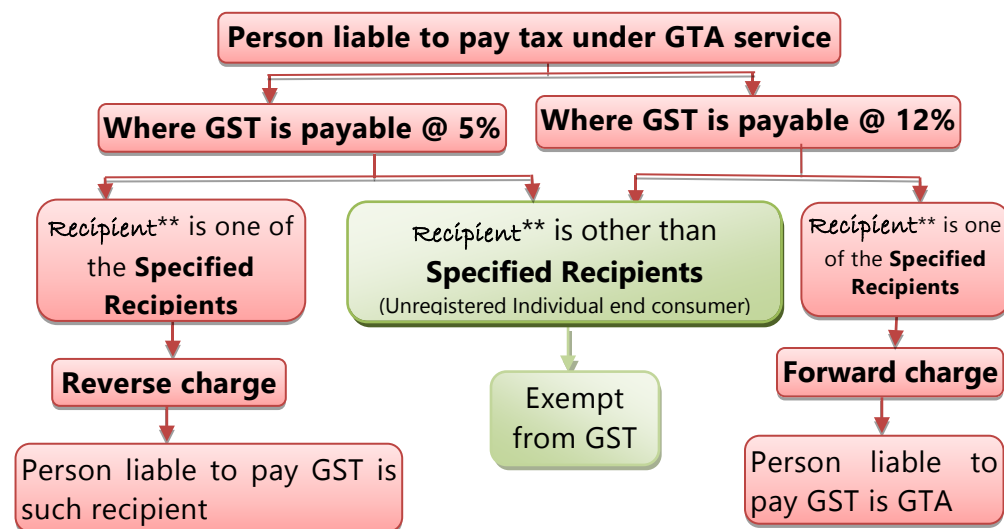 Person liable to pay tax under GTA service
Where GST is payable @ 5%
Where GST is payable @ 12%
Recipient** is one of
the Specified
Recipients
Recipient** is other than
Specified Recipients
(Unregistered Individual end consumer)
Recipient** is one
of the Specified
Recipients
Reverse charge
Exempt
from GST
Forward charge
Person liable to pay GST is
such recipient
Person liable to
pay GST is GTA